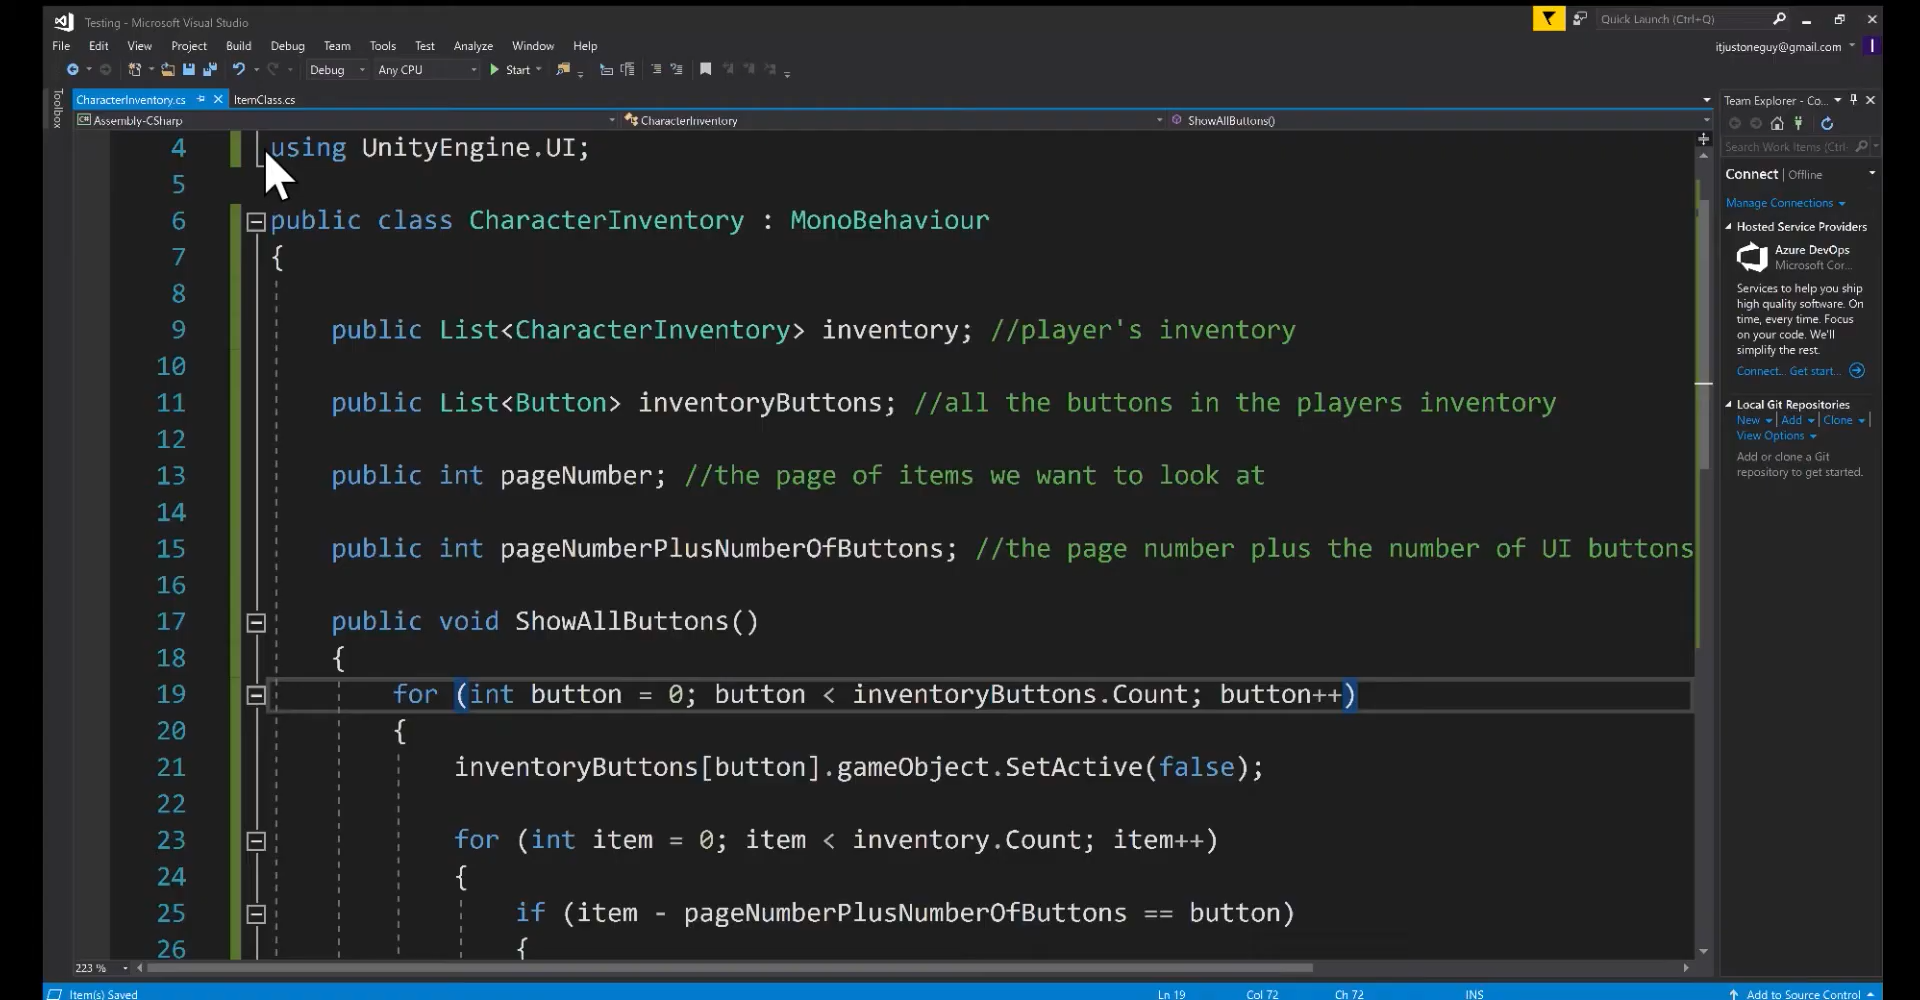 Testing - Microsoft Visual Studio
Quick Launch (Ctrl+Q)
File Edit View Project Build Debug Team Tools Test Analyze Window Help
itjustoneguy@gmail.com I
Debug Any CPU Start
Toolbox
CharacterInventory.cs ItemClass.cs
Assembly-CSharp CharacterInventory ShowAllButtons()
4 using UnityEngine.UI;
5
6 public class CharacterInventory : MonoBehaviour
7 {
8
9 public List<CharacterInventory> inventory; //player's inventory
10
11 public List<Button> inventoryButtons; //all the buttons in the players inventory
12
13 public int pageNumber; //the page of items we want to look at
14
15 public int pageNumberPlusNumberOfButtons; //the page number plus the number of UI buttons
16
17 public void ShowAllButtons()
18 {
19 for (int button = 0; button < inventoryButtons.Count; button++)
20 {
21 inventoryButtons[button].gameObject.SetActive(false);
22
23 for (int item = 0; item < inventory.Count; item++)
24 {
25 if (item - pageNumberPlusNumberOfButtons == button)
26 {
223 %
Team Explorer - Co...
Search Work Items (Ctrl-
Connect | Offline
Manage Connections
Hosted Service Providers
Azure DevOps
Microsoft Cor...
Services to help you ship
high quality software. On
time, every time. Focus
on your code. We'll
simplify the rest.
Connect... Get start...
Local Git Repositories
New | Add | Clone |
View Options
Add or clone a Git
repository to get started.
Item(s) Saved Ln 19 Col 72 Ch 72 INS Add to Source Control